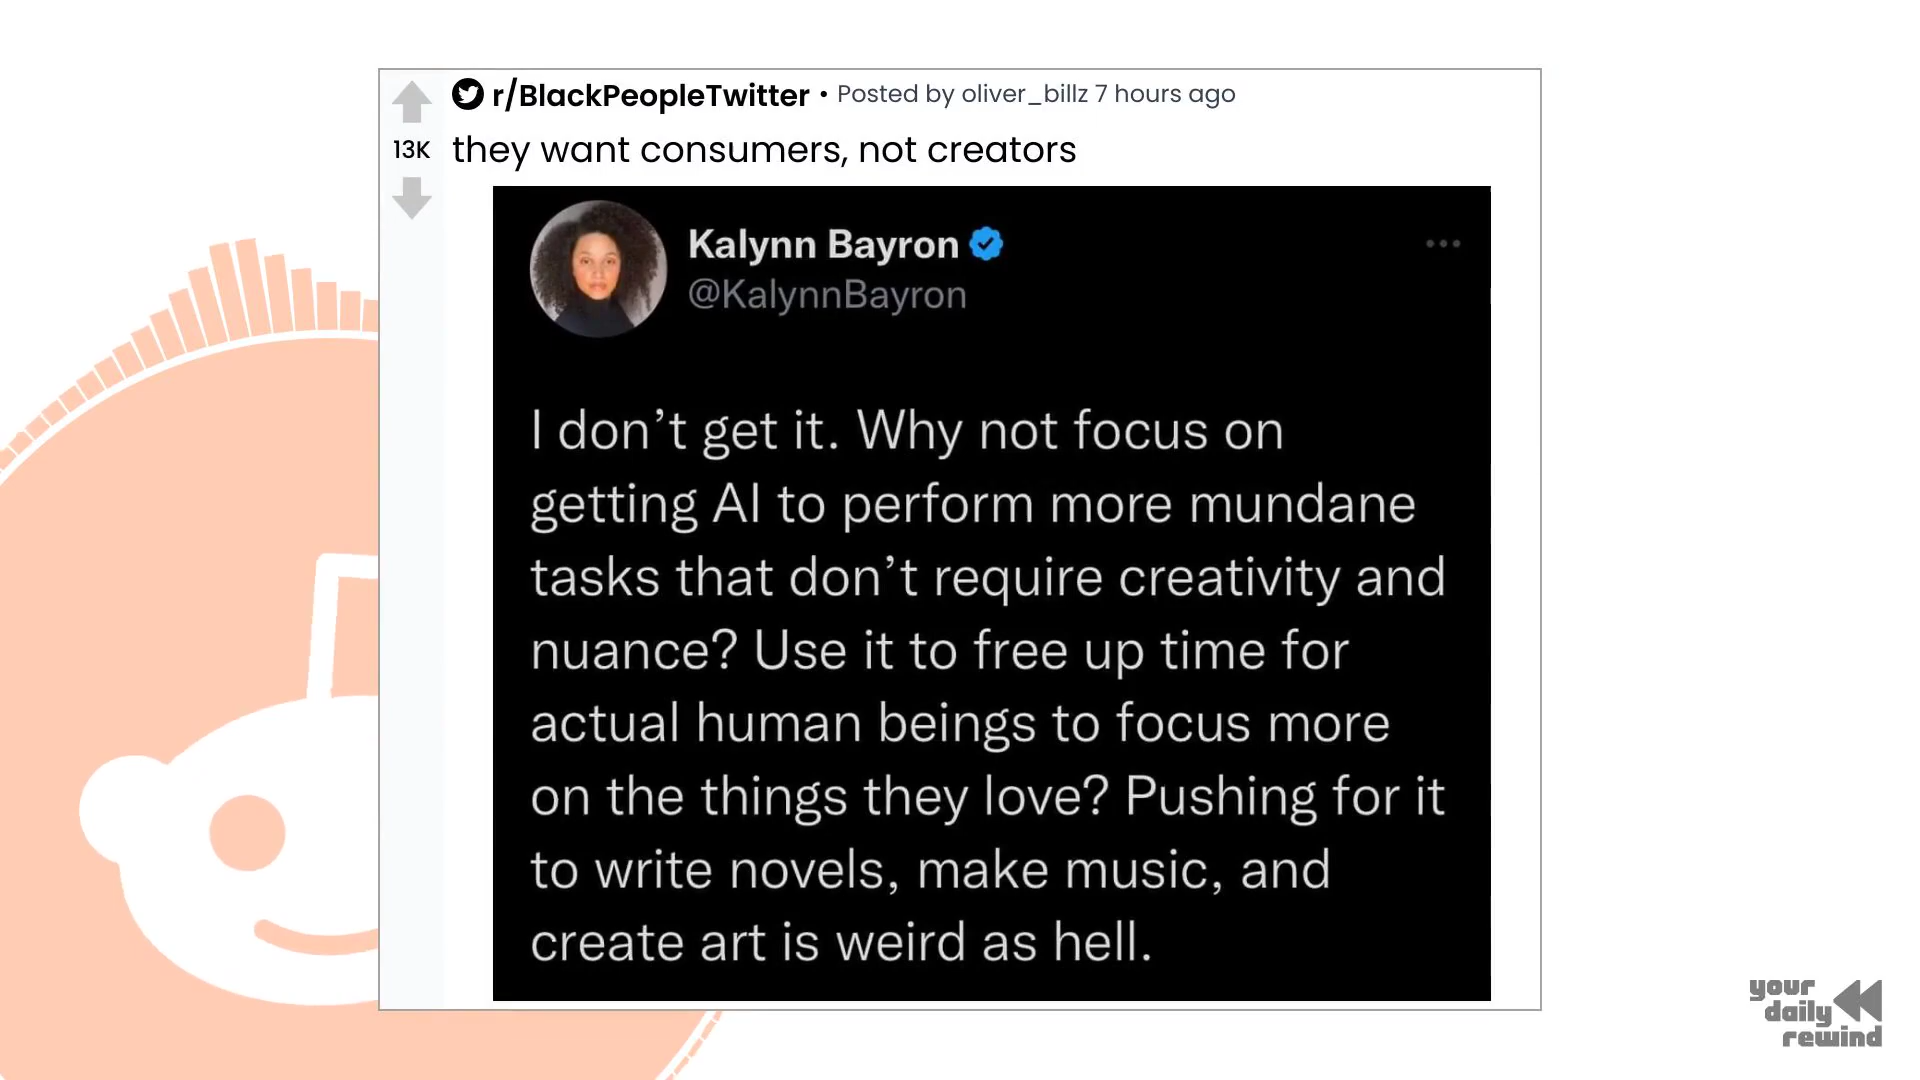 r/BlackPeopleTwitter • Posted by oliver_billz 7 hours ago
13K
they want consumers, not creators
Kalynn Bayron
@KalynnBayron
I don’t get it. Why not focus on
getting AI to perform more mundane
tasks that don’t require creativity and
nuance? Use it to free up time for
actual human beings to focus more
on the things they love? Pushing for it
to write novels, make music, and
create art is weird as hell.
your
daily
rewind